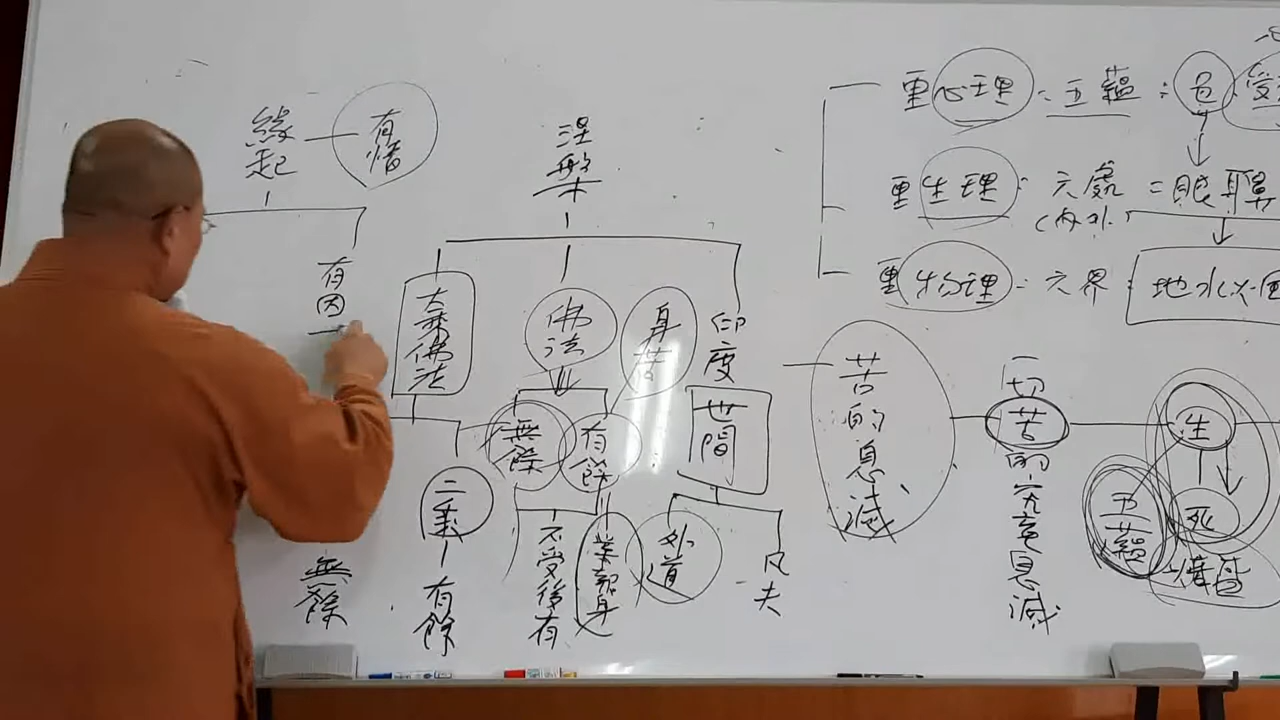 緣起
有情
有因
涅槃
大乘佛法
二乘
有餘
無餘
佛法
無餘
有餘
不受後有
業報身
身苦
印度
世間
外道
凡夫
重心理：五蘊：色受
重生理：六處=眼耳鼻
(內外)
重物理：六界：地水火風
苦的息滅
一切苦的究竟息滅
生
死
五蘊